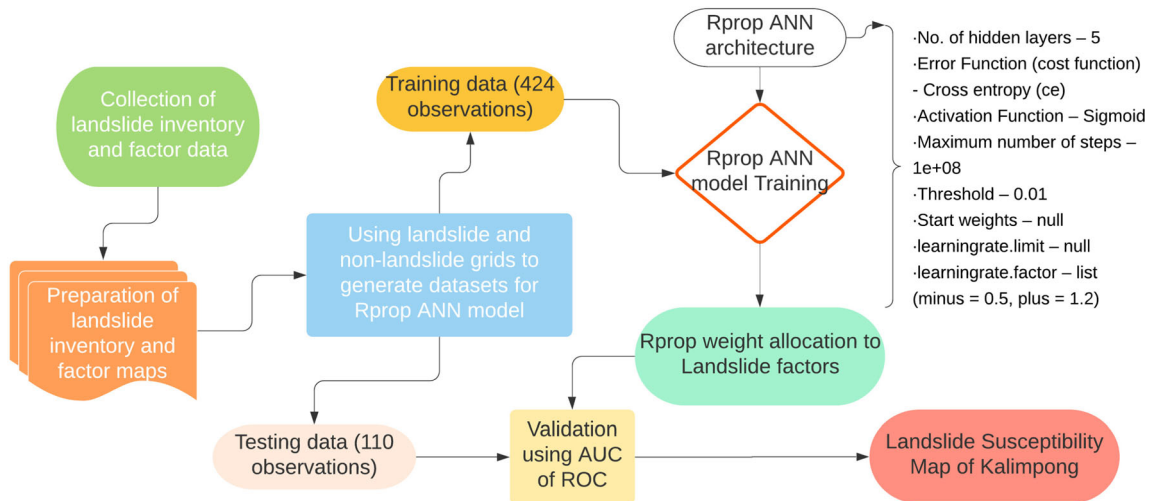 Collection of
landslide inventory
and factor data
Preparation of
landslide
inventory and
factor maps
Using landslide and
non-landslide grids to
generate datasets for
Rprop ANN model
Training data (424
observations)
Testing data (110
observations)
Rprop ANN
architecture
·No. of hidden layers – 5
·Error Function (cost function)
- Cross entropy (ce)
·Activation Function – Sigmoid
·Maximum number of steps –
1e+08
·Threshold – 0.01
·Start weights – null
·learningrate.limit – null
·learningrate.factor – list
(minus = 0.5, plus = 1.2)
Rprop ANN
model Training
Rprop weight allocation to
Landslide factors
Validation
using AUC
of ROC
Landslide Susceptibility
Map of Kalimpong